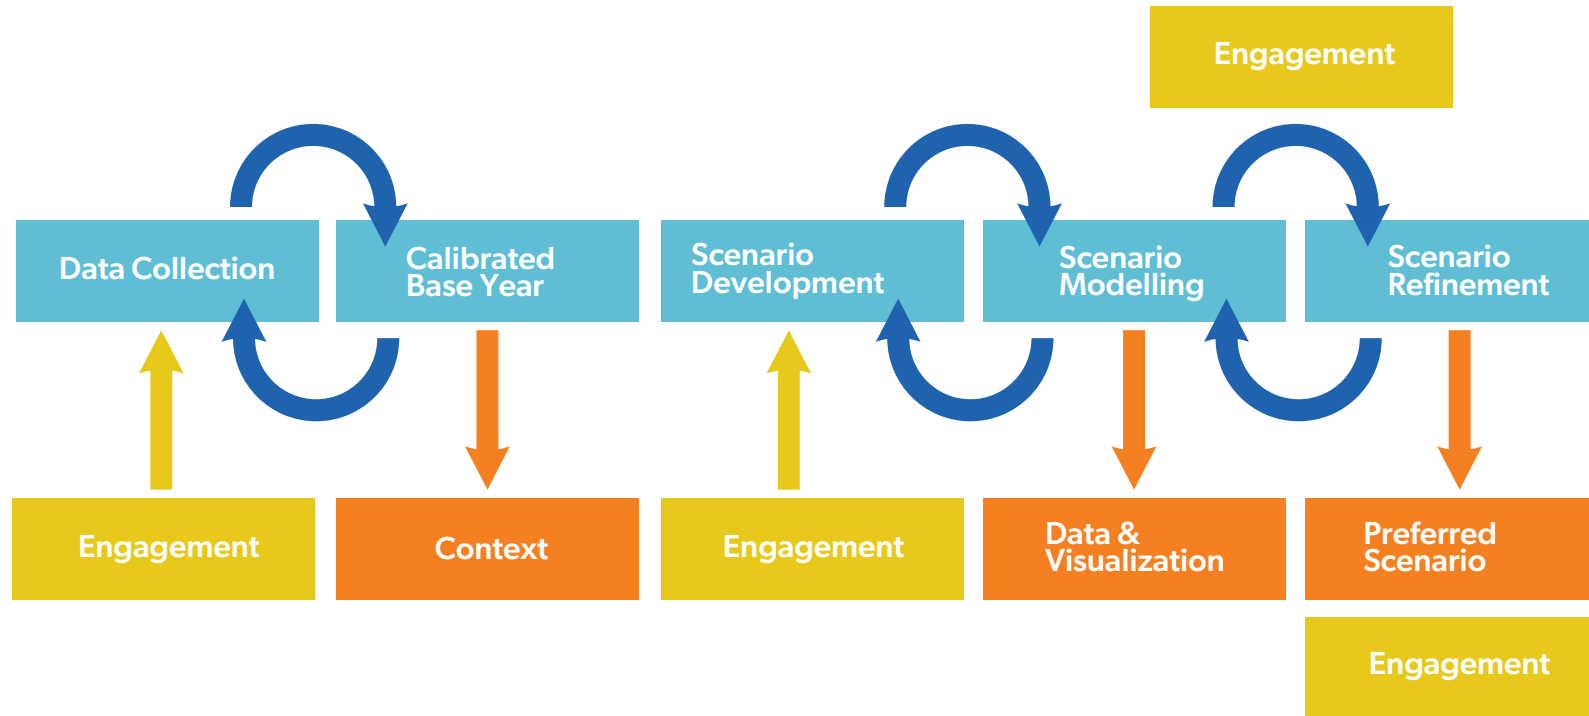 Engagement
Data Collection
Calibrated
Base Year
Scenario
Development
Scenario
Modelling
Scenario
Refinement
Engagement
Context
Engagement
Data &
Visualization
Preferred
Scenario
Engagement